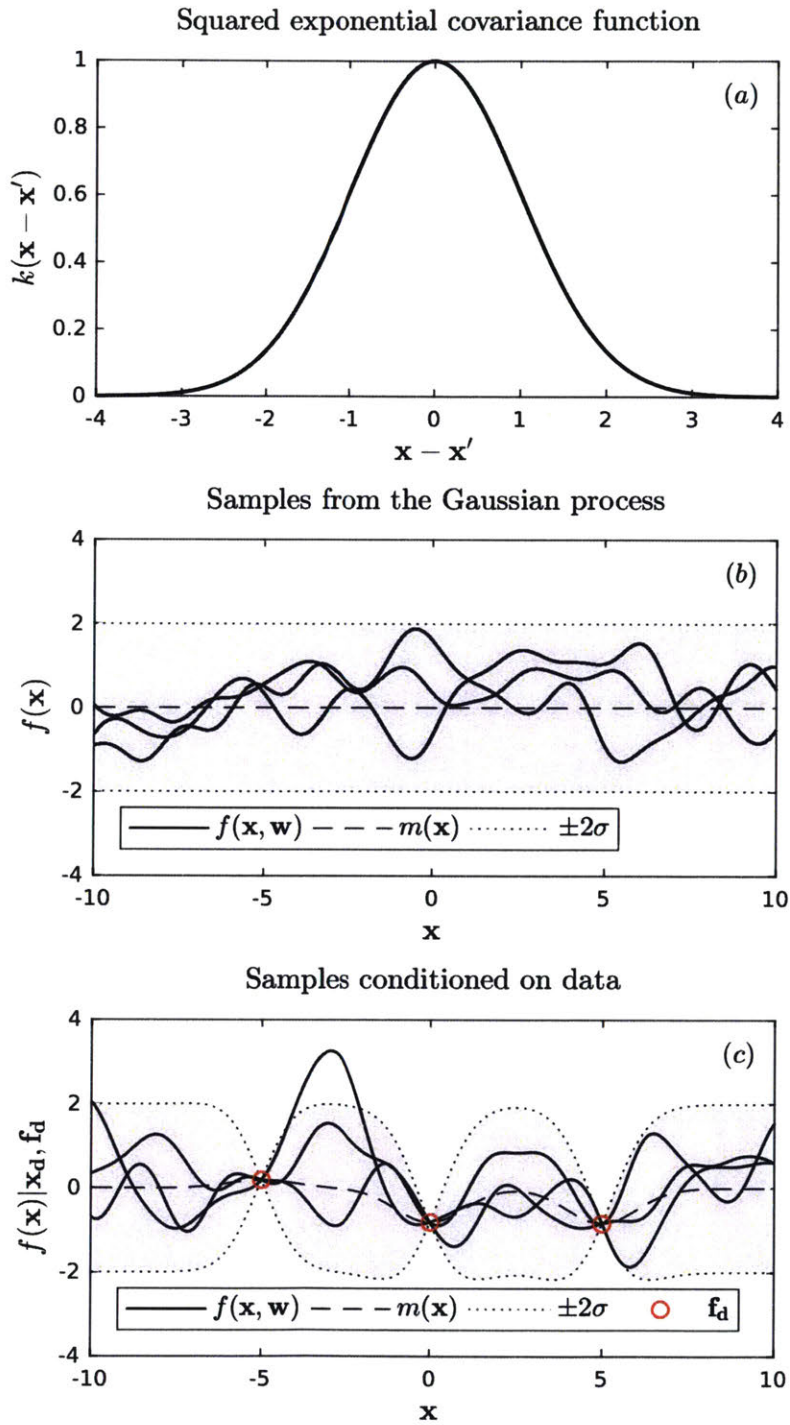 Squared exponential covariance function
(a)
k(x − x′)
1
0.8
0.6
0.4
0.2
0
-4 -3 -2 -1 0 1 2 3 4
x − x′
Samples from the Gaussian process
(b)
f(x)
4
2
0
-2
-4
f(x, w) m(x) ±2σ
-10 -5 0 5 10
x
Samples conditioned on data
(c)
f(x)|x_d, f_d
4
2
0
-2
-4
f(x, w) m(x) ±2σ f_d
-10 -5 0 5 10
x